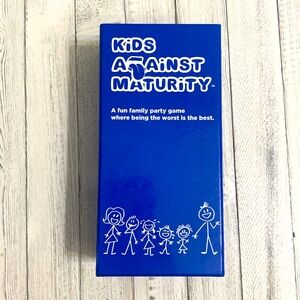 KiDS
AGAiNST
MATURiTY™
A fun family party game
where being the worst is the best.